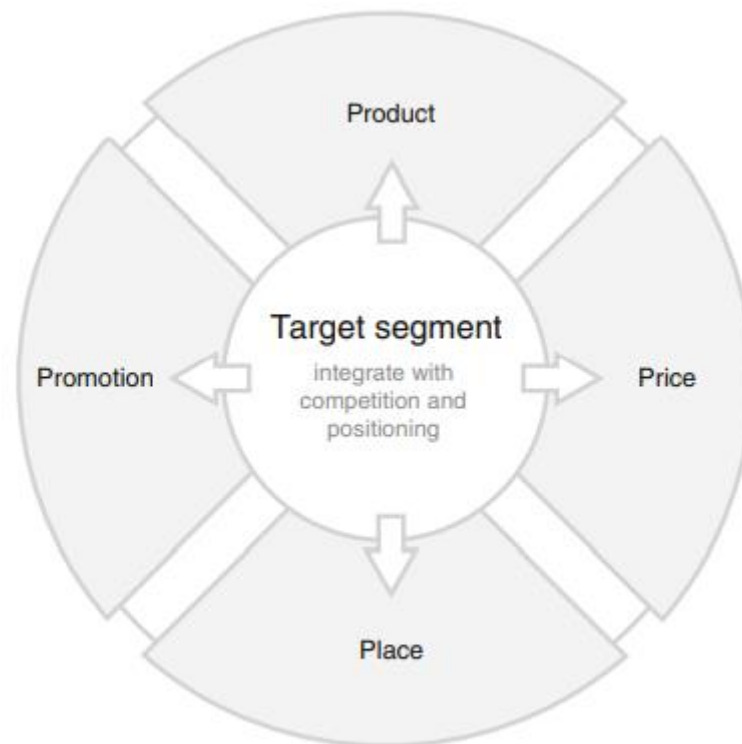 Product
Target segment
integrate with
competition and
positioning
Promotion
Price
Place